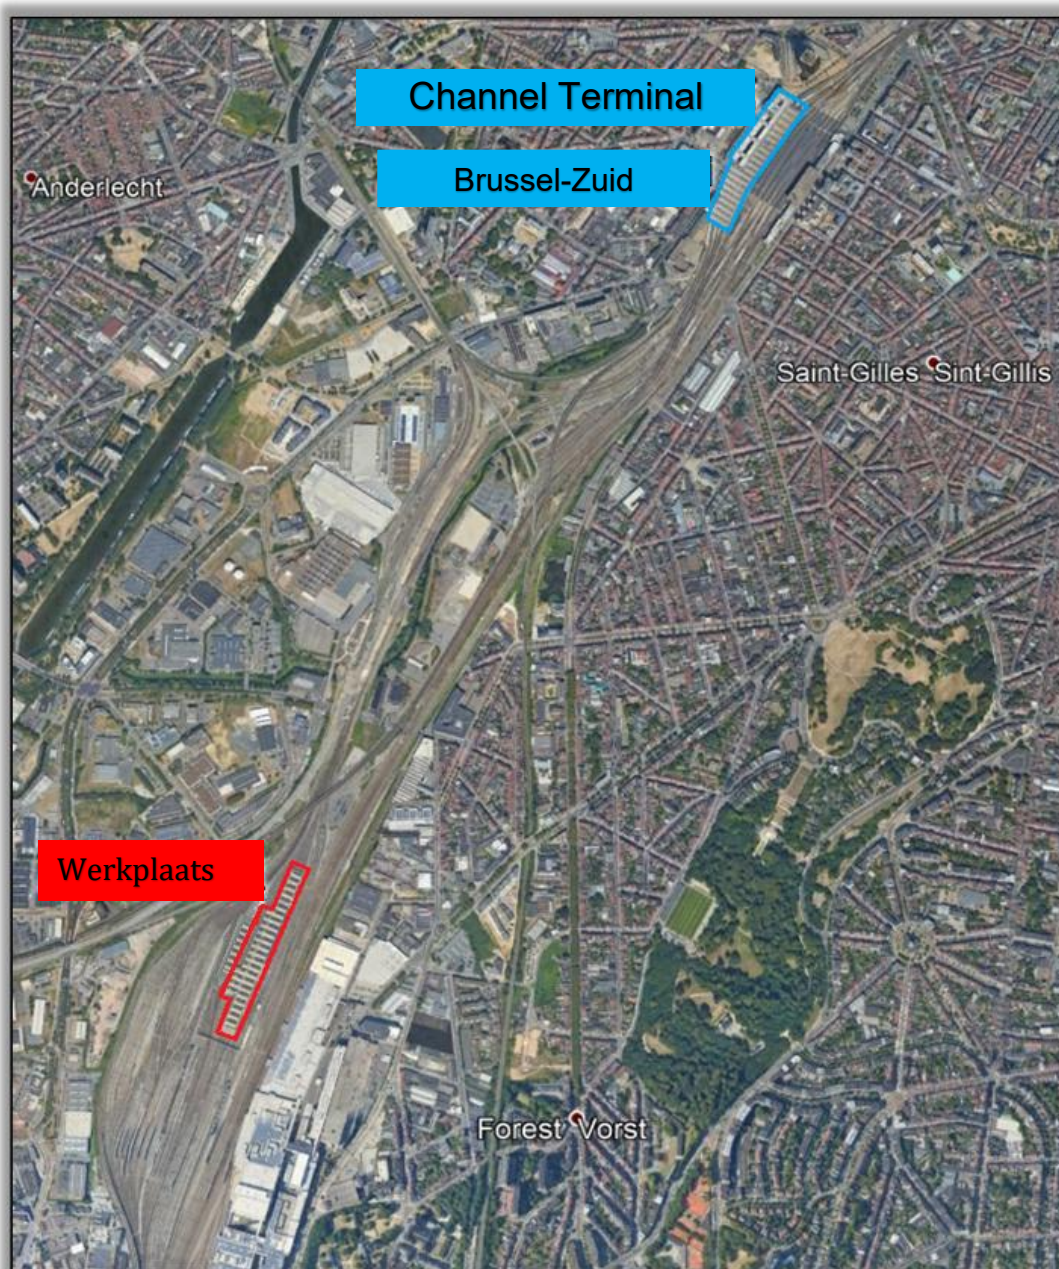 Channel Terminal
Brussel-Zuid
Anderlecht
Saint-Gilles Sint-Gillis
Werkplaats
Forest Vorst